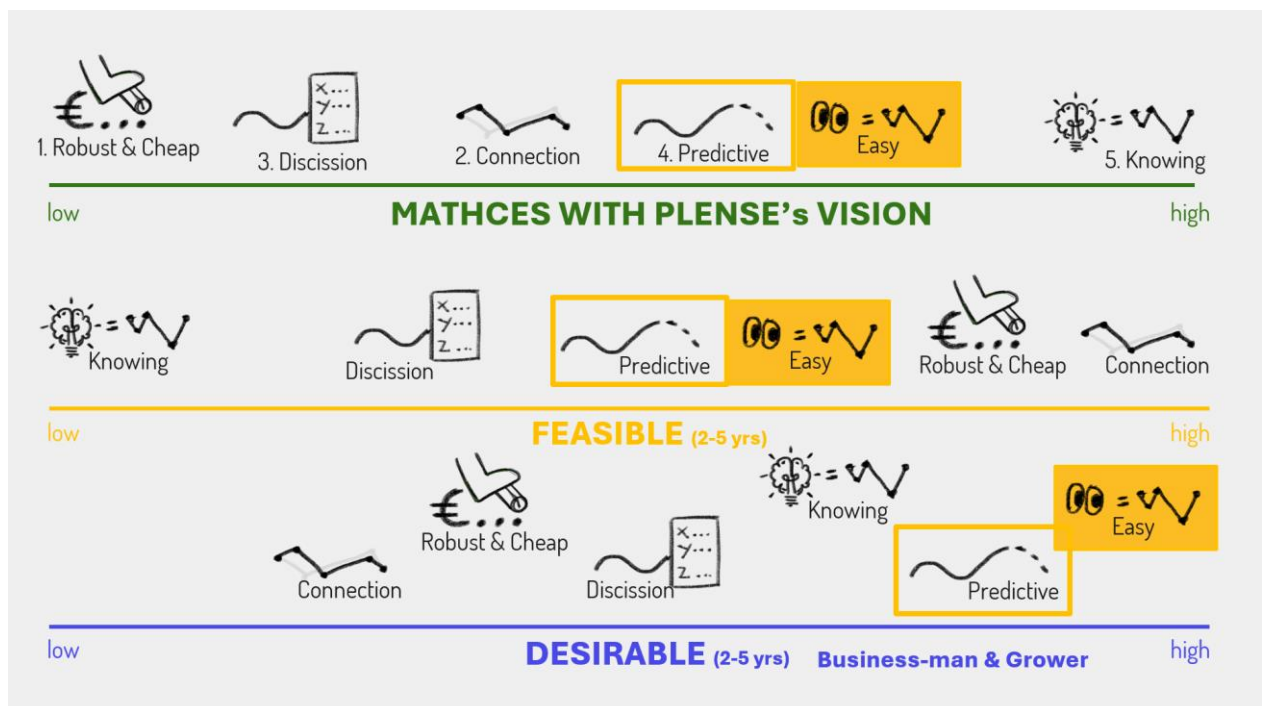 X...
Y...
Z ...
€....
1. Robust & Cheap
3. Discission
2. Connection
4. Predictive
=
Easy
- =
5. Knowing
low
MATHCES WITH PLENSE's VISION
high
- =
Knowing
X...
Y...
Z ...
Discission
Predictive
=
Easy
€....
Robust & Cheap
Connection
low
FEASIBLE (2-5 yrs)
high
Connection
€....
Robust & Cheap
X...
Y...
Z ...
Discission
- =
Knowing
Predictive
=
Easy
low
DESIRABLE (2-5 yrs)
Business-man & Grower
high